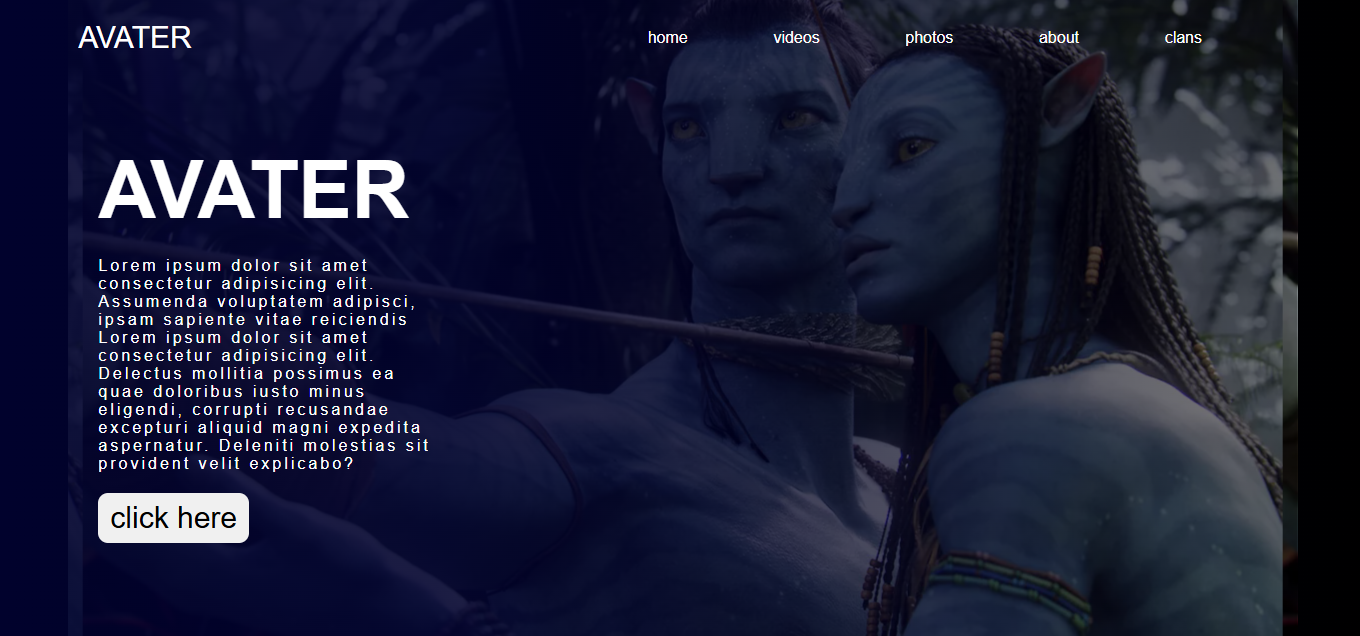 AVATER
home videos photos about clans
AVATER
Lorem ipsum dolor sit amet
consectetur adipisicing elit.
Assumenda voluptatem adipisci,
ipsam sapiente vitae reiciendis
Lorem ipsum dolor sit amet
consectetur adipisicing elit.
Delectus mollitia possimus ea
quae doloribus iusto minus
eligendi, corrupti recusandae
excepturi aliquid magni expedita
aspernatur. Deleniti molestias sit
provident velit explicabo?
click here